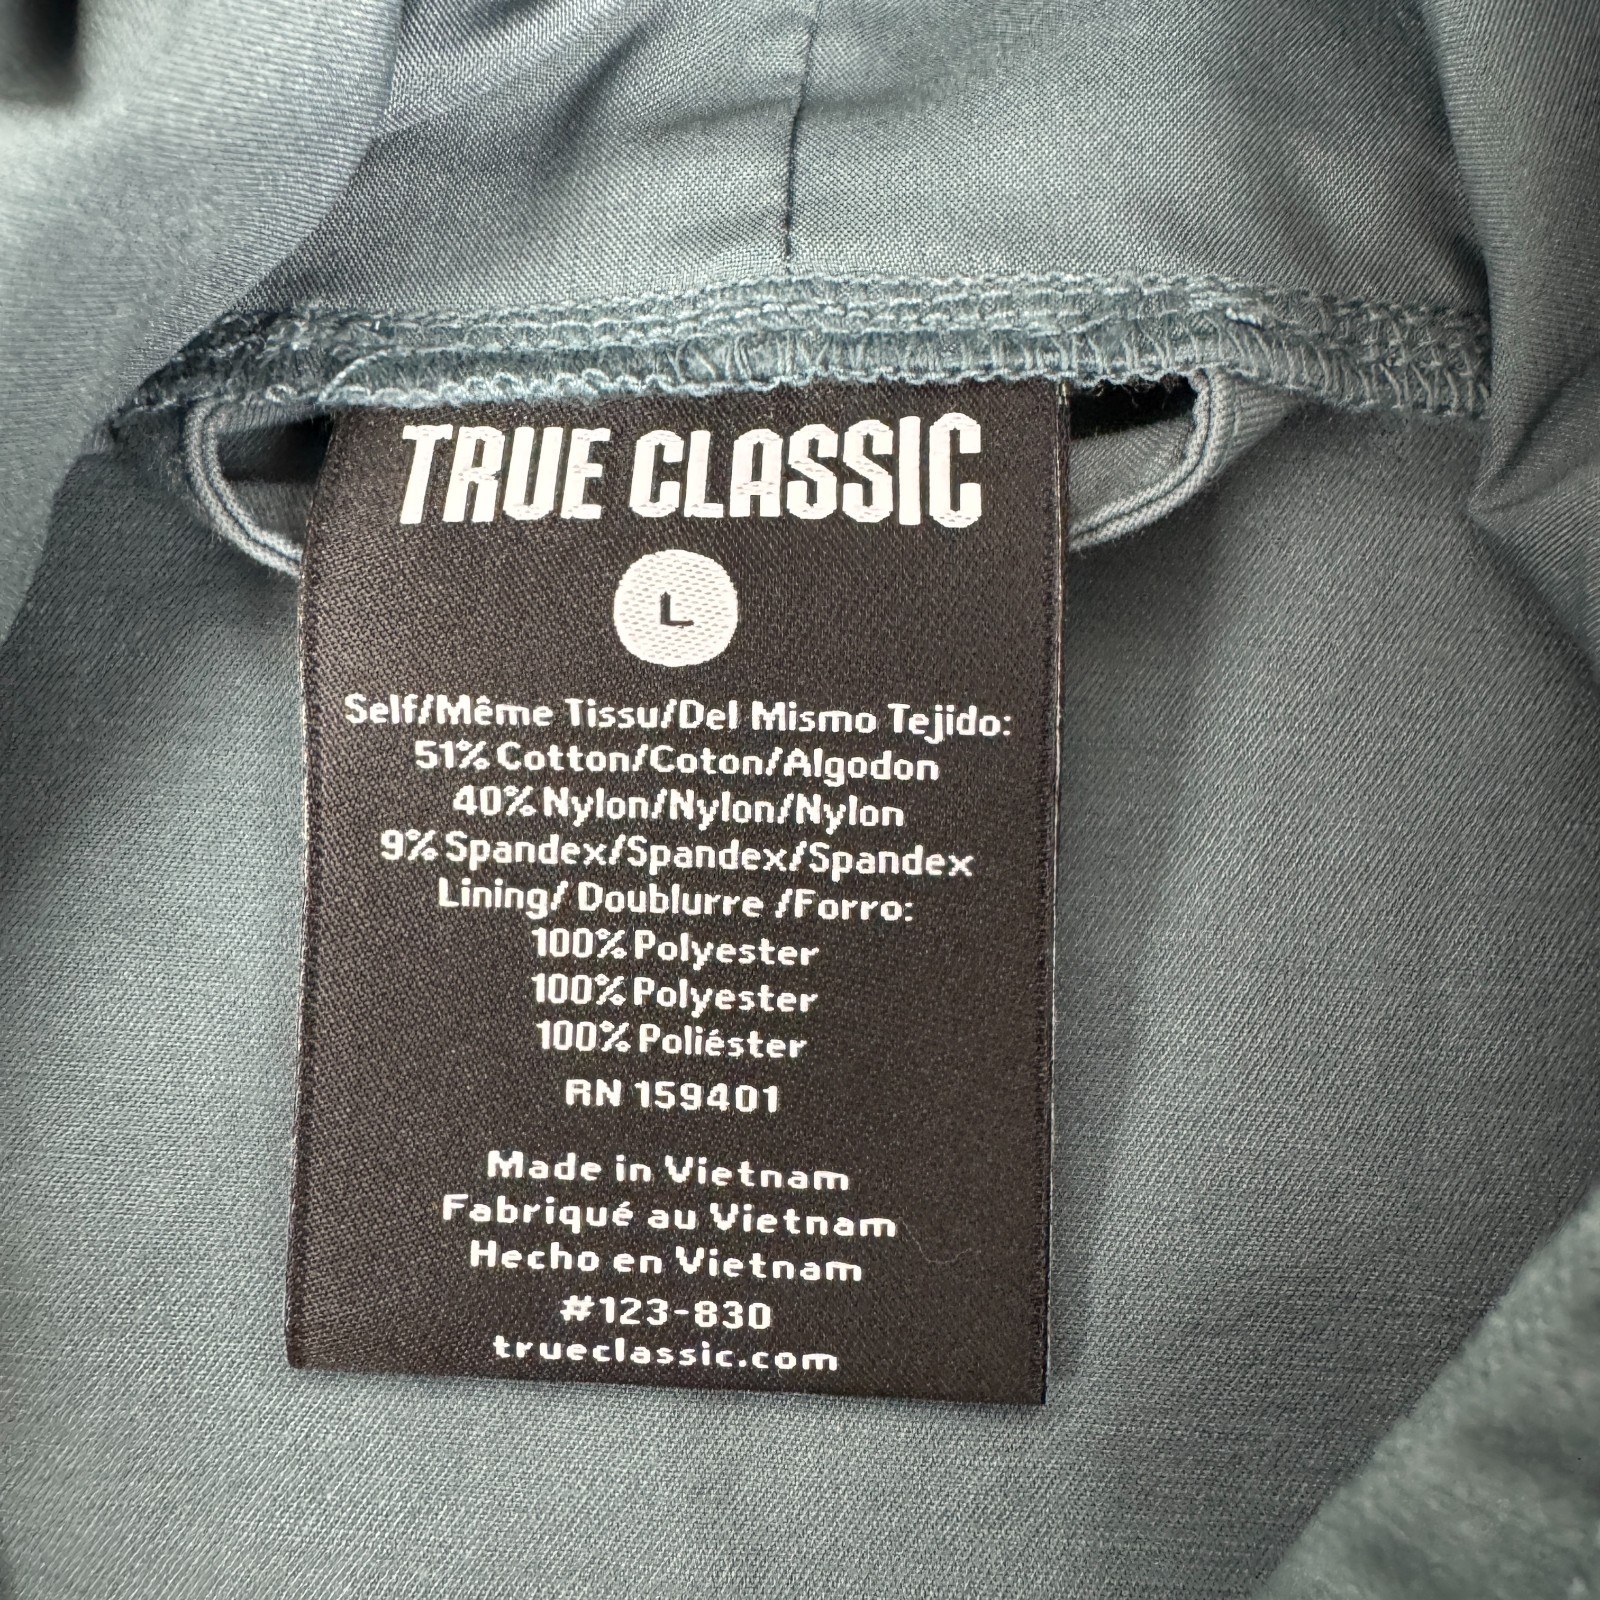 TRUE CLASSIC
L
Self/Même Tissu/Del Mismo Tejido:
51% Cotton/Coton/Algodon
40% Nylon/Nylon/Nylon
9% Spandex/Spandex/Spandex
Lining/ Doublurre /Forro:
100% Polyester
100% Polyester
100% Poliéster
RN 159401
Made in Vietnam
Fabriqué au Vietnam
Hecho en Vietnam
#123-830
trueclassic.com